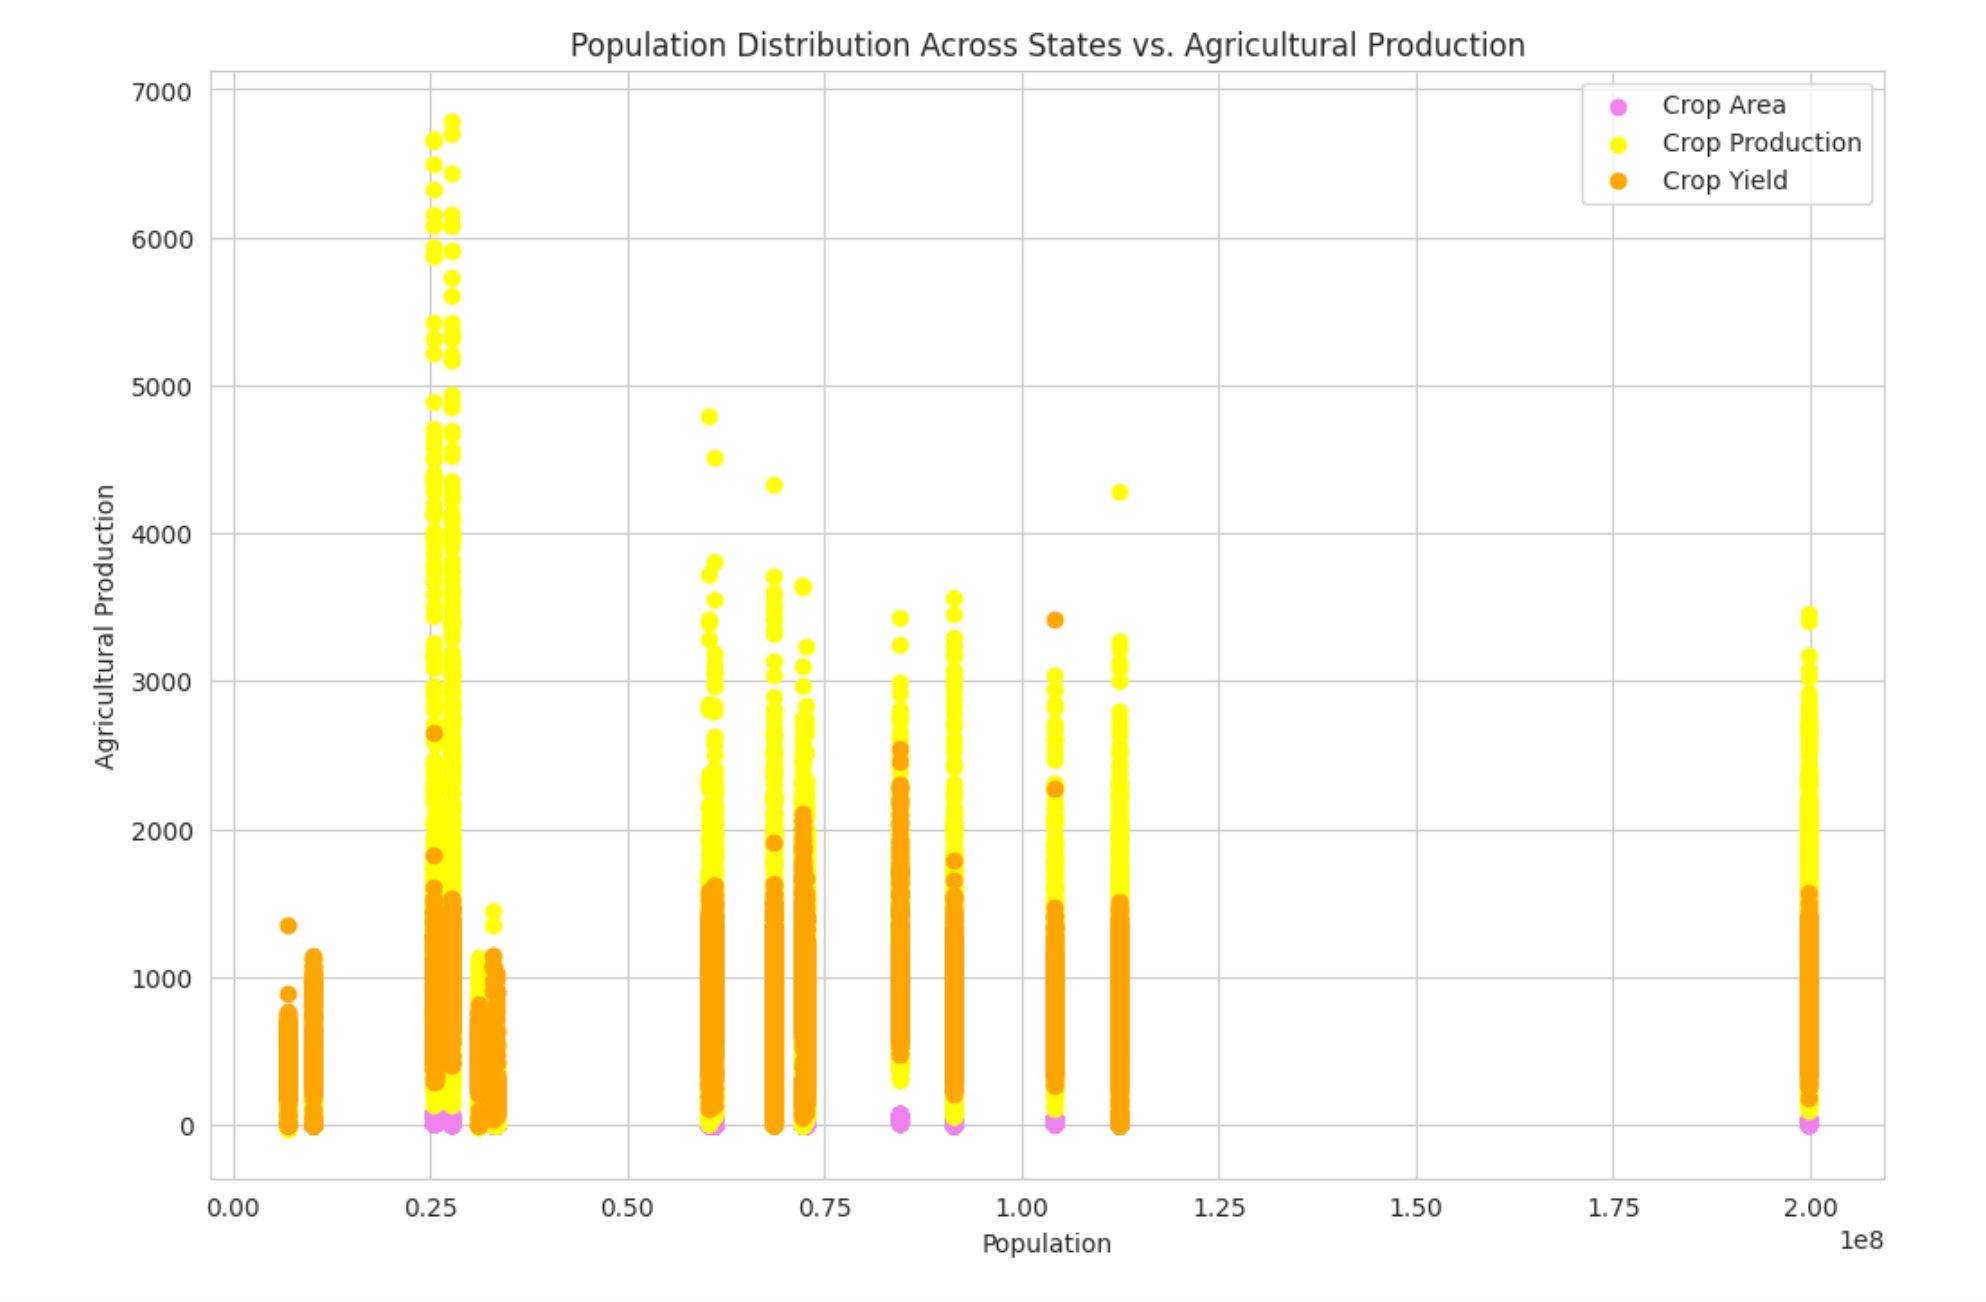 Population Distribution Across States vs. Agricultural Production
Crop Area
Crop Production
Crop Yield
7000
6000
5000
4000
3000
2000
1000
0
Agricultural Production
0.00 0.25 0.50 0.75 1.00 1.25 1.50 1.75 2.00
1e8
Population